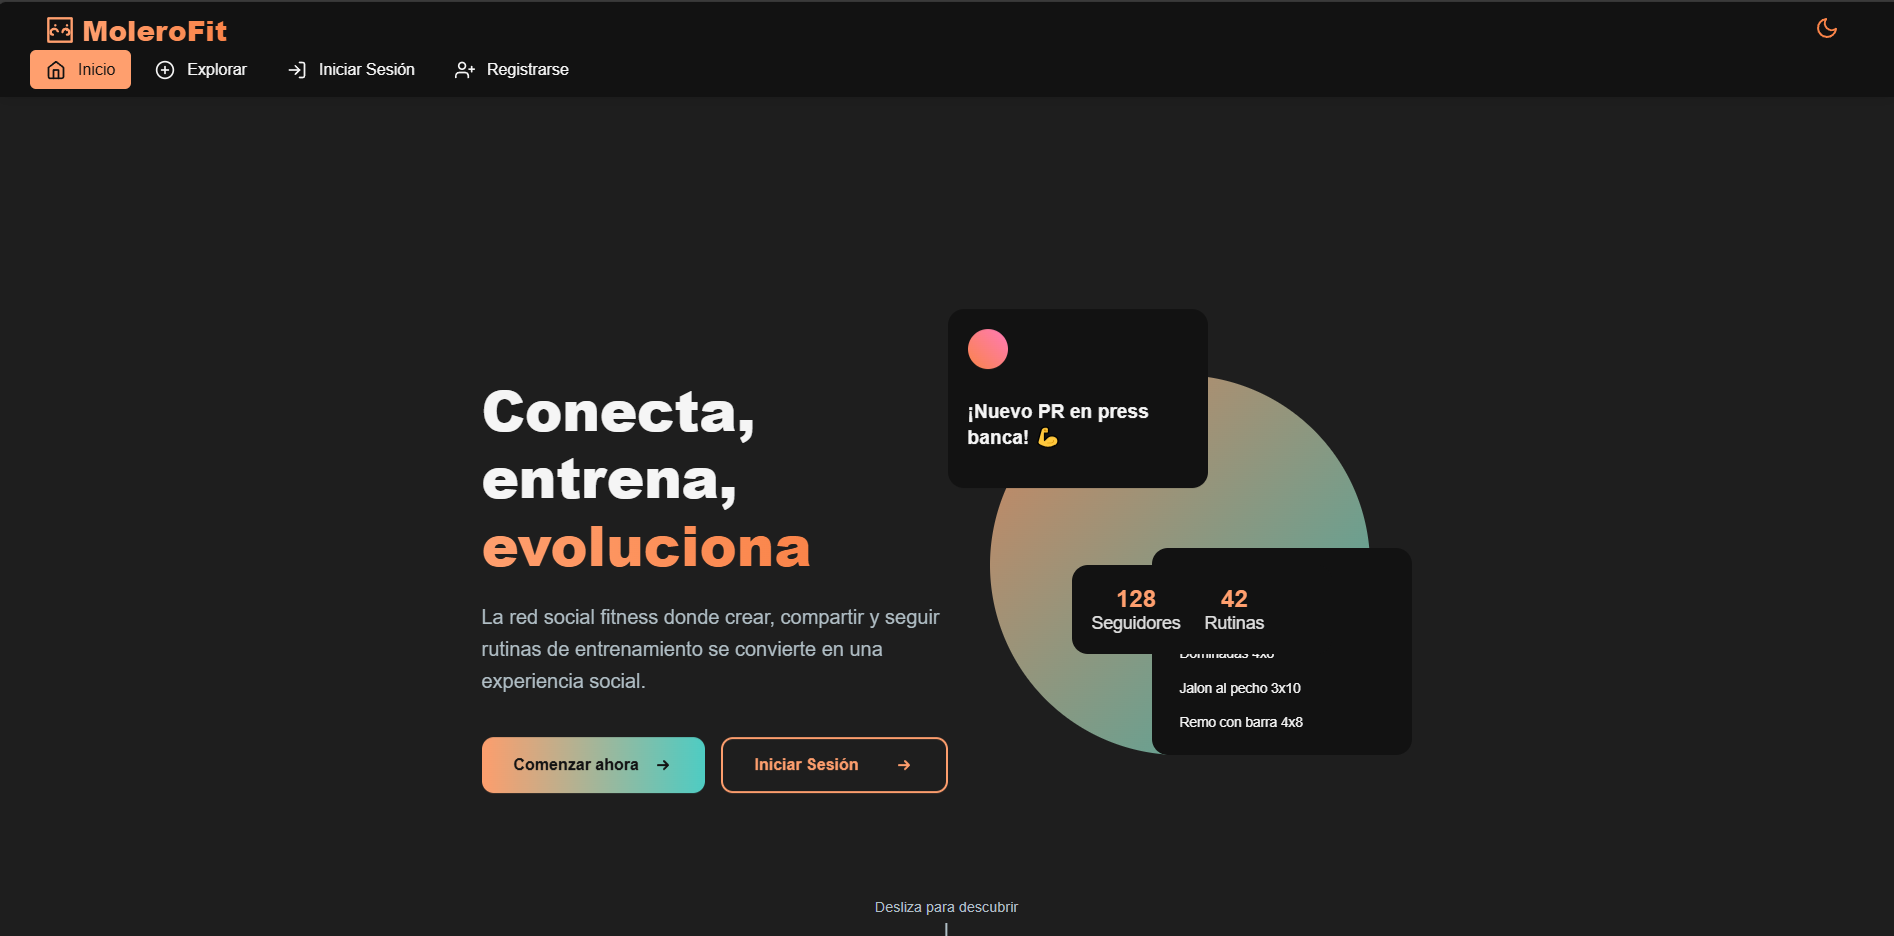 MoleroFit
Inicio
Explorar
Iniciar Sesión
Registrarse
Conecta,
entrena,
evoluciona
La red social fitness donde crear, compartir y seguir
rutinas de entrenamiento se convierte en una
experiencia social.
Comenzar ahora →
Iniciar Sesión →
¡Nuevo PR en press
banca! 💪
128
Seguidores
42
Rutinas
Dominadas 4x8
Jalon al pecho 3x10
Remo con barra 4x8
Desliza para descubrir